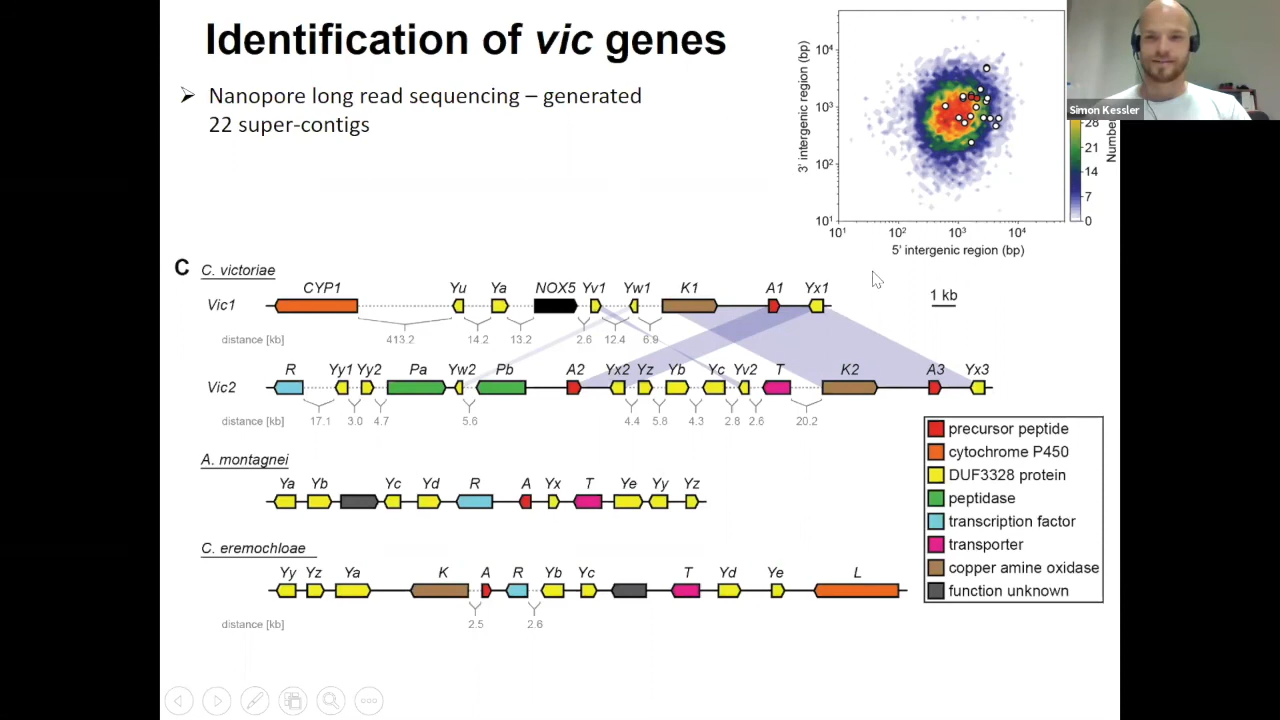 Identification of vic genes
➢ Nanopore long read sequencing – generated
22 super-contigs
3' intergenic region (bp)
10⁴
10³
10²
10¹
10¹ 10² 10³ 10⁴
5' intergenic region (bp)
28
21
14
7
0
Simon Kessler
C
C. victoriae
CYP1 Yu Ya NOX5 Yv1 Yw1 K1 A1 Yx1
Vic1
1 kb
distance [kb] 413.2 14.2 13.2 2.6 12.4 6.9
R Yy1 Yy2 Pa Yw2 Pb A2 Yx2 Yz Yb Yc Yv2 T K2 A3 Yx3
Vic2
distance [kb] 17.1 3.0 4.7 5.6 4.4 5.8 4.3 2.8 2.6 20.2
A. montagnei
Ya Yb Yc Yd R A Yx T Ye Yy Yz
C. eremochloae
Yy Yz Ya K A R Yb Yc T Yd Ye L
distance [kb] 2.5 2.6
precursor peptide
cytochrome P450
DUF3328 protein
peptidase
transcription factor
transporter
copper amine oxidase
function unknown